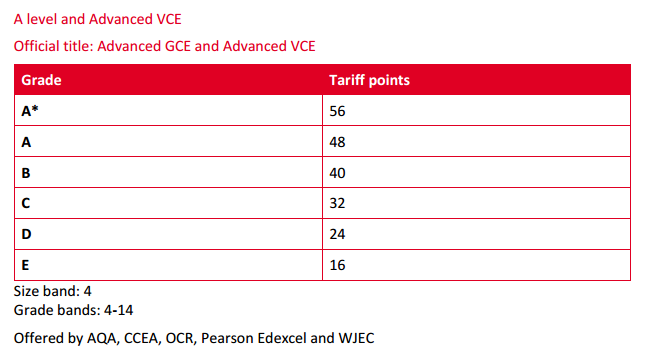 A level and Advanced VCE
Official title: Advanced GCE and Advanced VCE
Grade Tariff points
A* 56
A 48
B 40
C 32
D 24
E 16
Size band: 4
Grade bands: 4-14
Offered by AQA, CCEA, OCR, Pearson Edexcel and WJEC